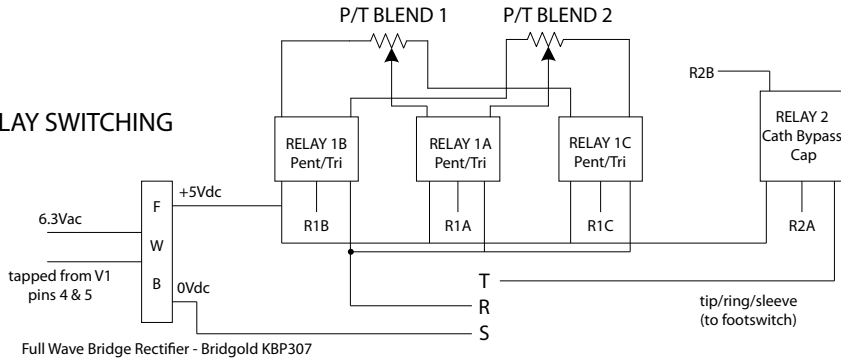 P/T BLEND 1
P/T BLEND 2
R2B
LAY SWITCHING
RELAY 1B
Pent/Tri
RELAY 1A
Pent/Tri
RELAY 1C
Pent/Tri
RELAY 2
Cath Bypass
Cap
F
W
B
+5Vdc
6.3Vac
R1B
R1A
R1C
R2A
tapped from V1
pins 4 & 5
0Vdc
T
R
S
tip/ring/sleeve
(to footswitch)
Full Wave Bridge Rectifier - Bridgold KBP307